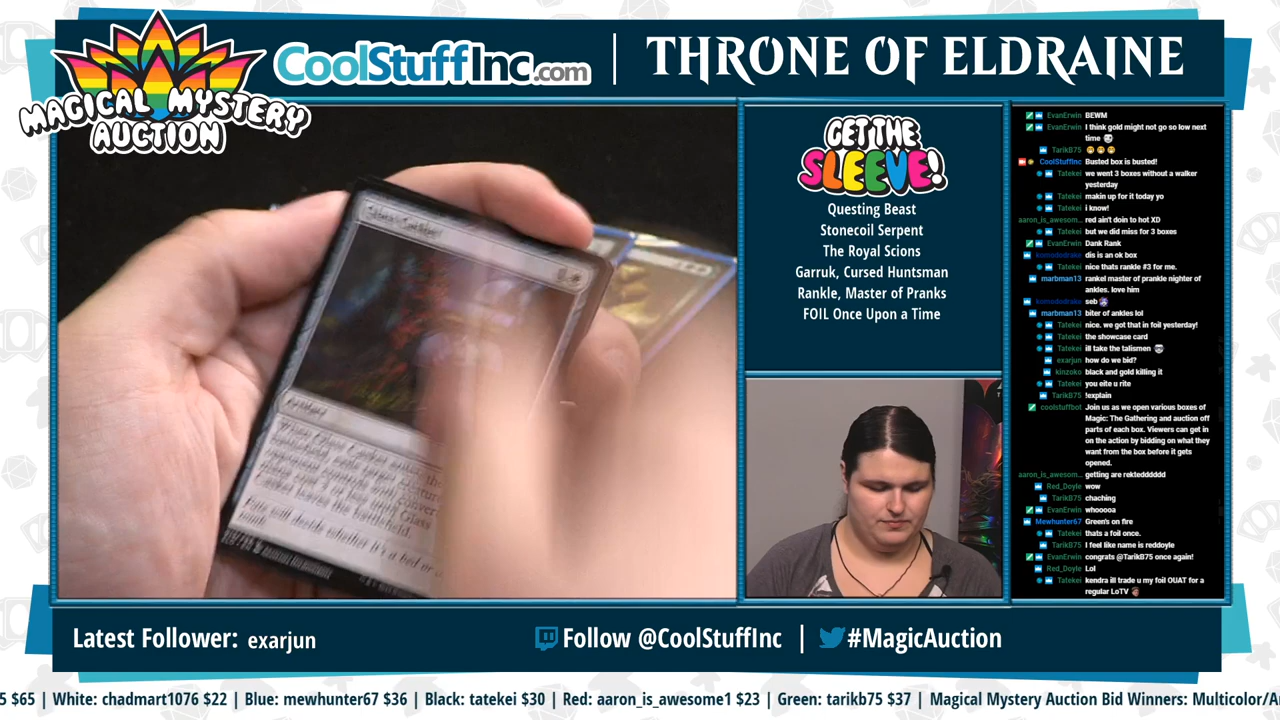 MAGICAL MYSTERY
AUCTION
CoolStuffInc.com
THRONE OF ELDRAINE
GET THE
SLEEVE!
Questing Beast
Stonecoil Serpent
The Royal Scions
Garruk, Cursed Huntsman
Rankle, Master of Pranks
FOIL Once Upon a Time
EvanErwin BEWM
EvanErwin I think gold might not go so low next
time
TarikB75
CoolStuffInc Busted box is busted!
Tatekei we went 3 boxes without a walker
yesterday
Tatekei makin up for it today yo
Tatekei i know!
aaron_is_awesom... red ain't doin to hot XD
Tatekei but we did miss for 3 boxes
EvanErwin Dank Rank
komododrake dis is an ok box
Tatekei nice thats rankle #3 for me.
marbman13 rankel master of prankle nighter of
ankles. love him
komododrake seb
marbman13 biter of ankles lol
Tatekei nice. we got that in foil yesterday!
Tatekei the showcase card
Tatekei ill take the talismen
exarjun how do we bid?
kinzoko black and gold killing it
Tatekei you eite u rite
TarikB75 !explain
coolstuffbot Join us as we open various boxes of
Magic: The Gathering and auction off
parts of each box. Viewers can get in
on the action by bidding on what they
want from the box before it gets
opened.
aaron_is_awesom... getting are rektedddddd
Red_Doyle wow
TarikB75 chaching
EvanErwin whooooa
Mewhunter67 Green's on fire
Tatekei thats a foil once.
TarikB75 I feel like name is reddoyle
EvanErwin congrats @TarikB75 once again!
Red_Doyle Lol
Tatekei kendra ill trade u my foil OUAT for a
regular LoTV
Latest Follower: exarjun
Follow @CoolStuffInc | #MagicAuction
5 $65 | White: chadmart1076 $22 | Blue: mewhunter67 $36 | Black: tatekei $30 | Red: aaron_is_awesome1 $23 | Green: tarikb75 $37 | Magical Mystery Auction Bid Winners: Multicolor/A